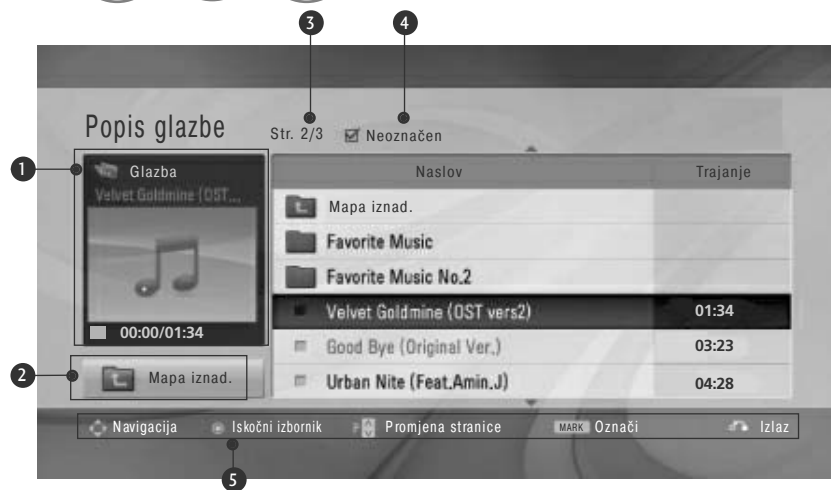 3 4
Popis glazbe Str. 2/3 Neoznačen
1 Glazba Naslov Trajanje
Velvet Goldmine (OST...
Mapa iznad.
Favorite Music
Favorite Music No.2
Velvet Goldmine (OST vers2) 01:34
00:00/01:34 Good Bye (Original Ver.) 03:23
2 Mapa iznad. Urban Nite (Feat.Amin.J) 04:28
Navigacija Iskočni izbornik P Promjena stranice MARK Označi Izlaz
5